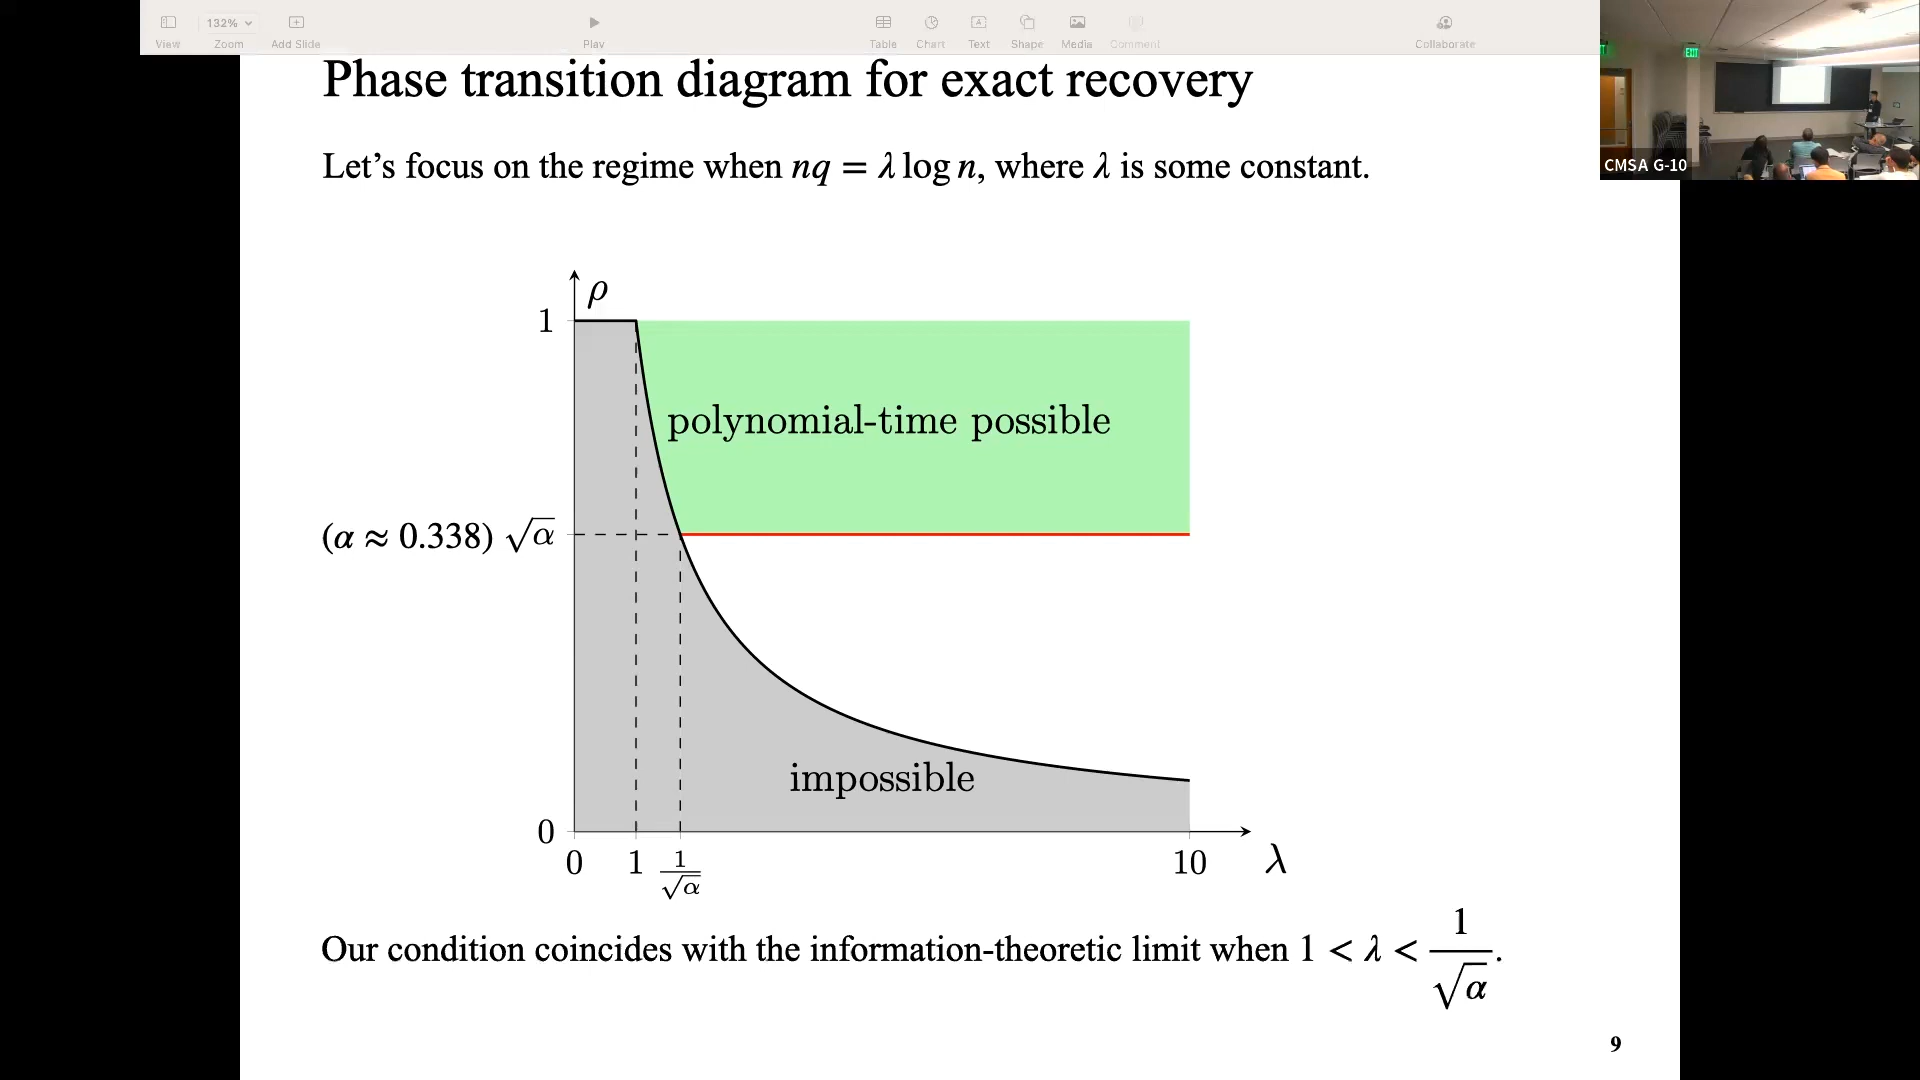 132%
View Zoom Add Slide Play Table Chart Text Shape Media Comment Collaborate
EXIT
CMSA G-10
Phase transition diagram for exact recovery
Let's focus on the regime when nq = λ log n, where λ is some constant.
ρ
1
polynomial-time possible
(α ≈ 0.338) √α
impossible
0
0 1 1/√α 10 λ
Our condition coincides with the information-theoretic limit when 1 < λ < 1/√α.
9